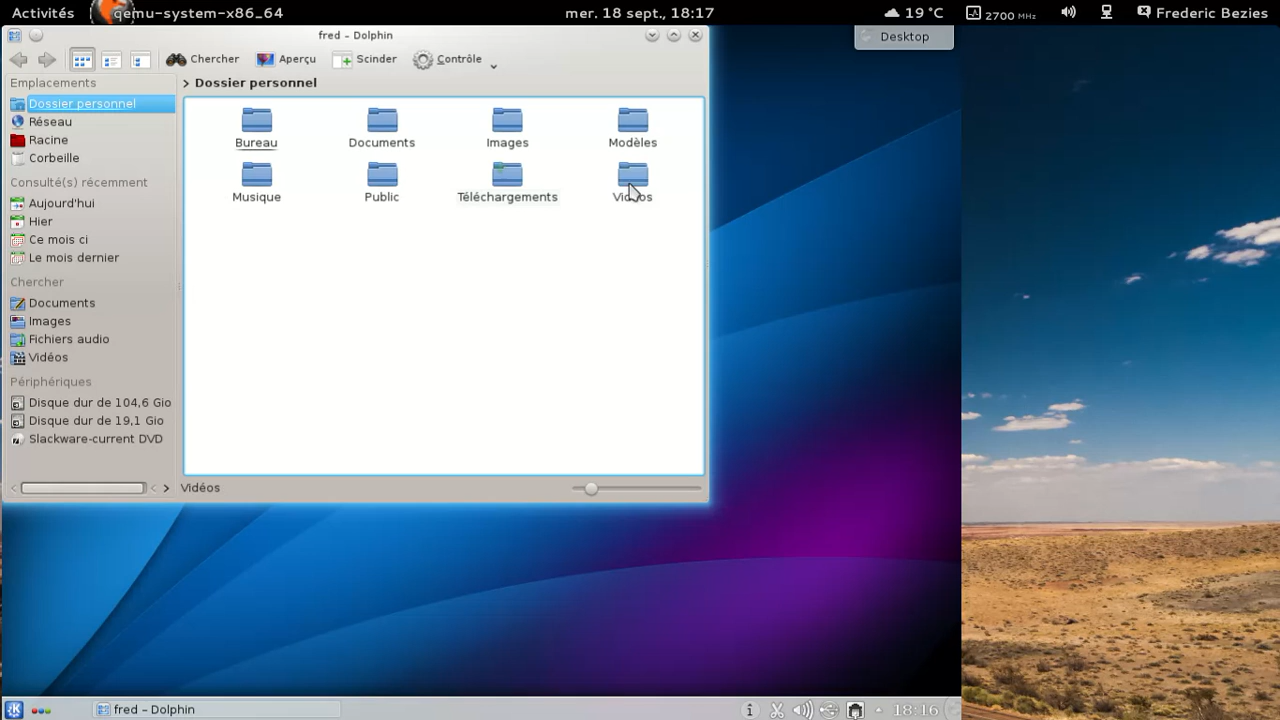 Activités qemu-system-x86_64 mer. 18 sept., 18:17 19 °C 2700 MHz Frederic Bezies
fred – Dolphin
Desktop
Chercher Aperçu Scinder Contrôle
Emplacements
> Dossier personnel
Dossier personnel
Réseau
Racine
Corbeille
Consulté(s) récemment
Aujourd'hui
Hier
Ce mois ci
Le mois dernier
Chercher
Documents
Images
Fichiers audio
Vidéos
Périphériques
Disque dur de 104,6 Gio
Disque dur de 19,1 Gio
Slackware-current DVD
Bureau Documents Images Modèles
Musique Public Téléchargements Vidéos
Vidéos
fred – Dolphin 18:16